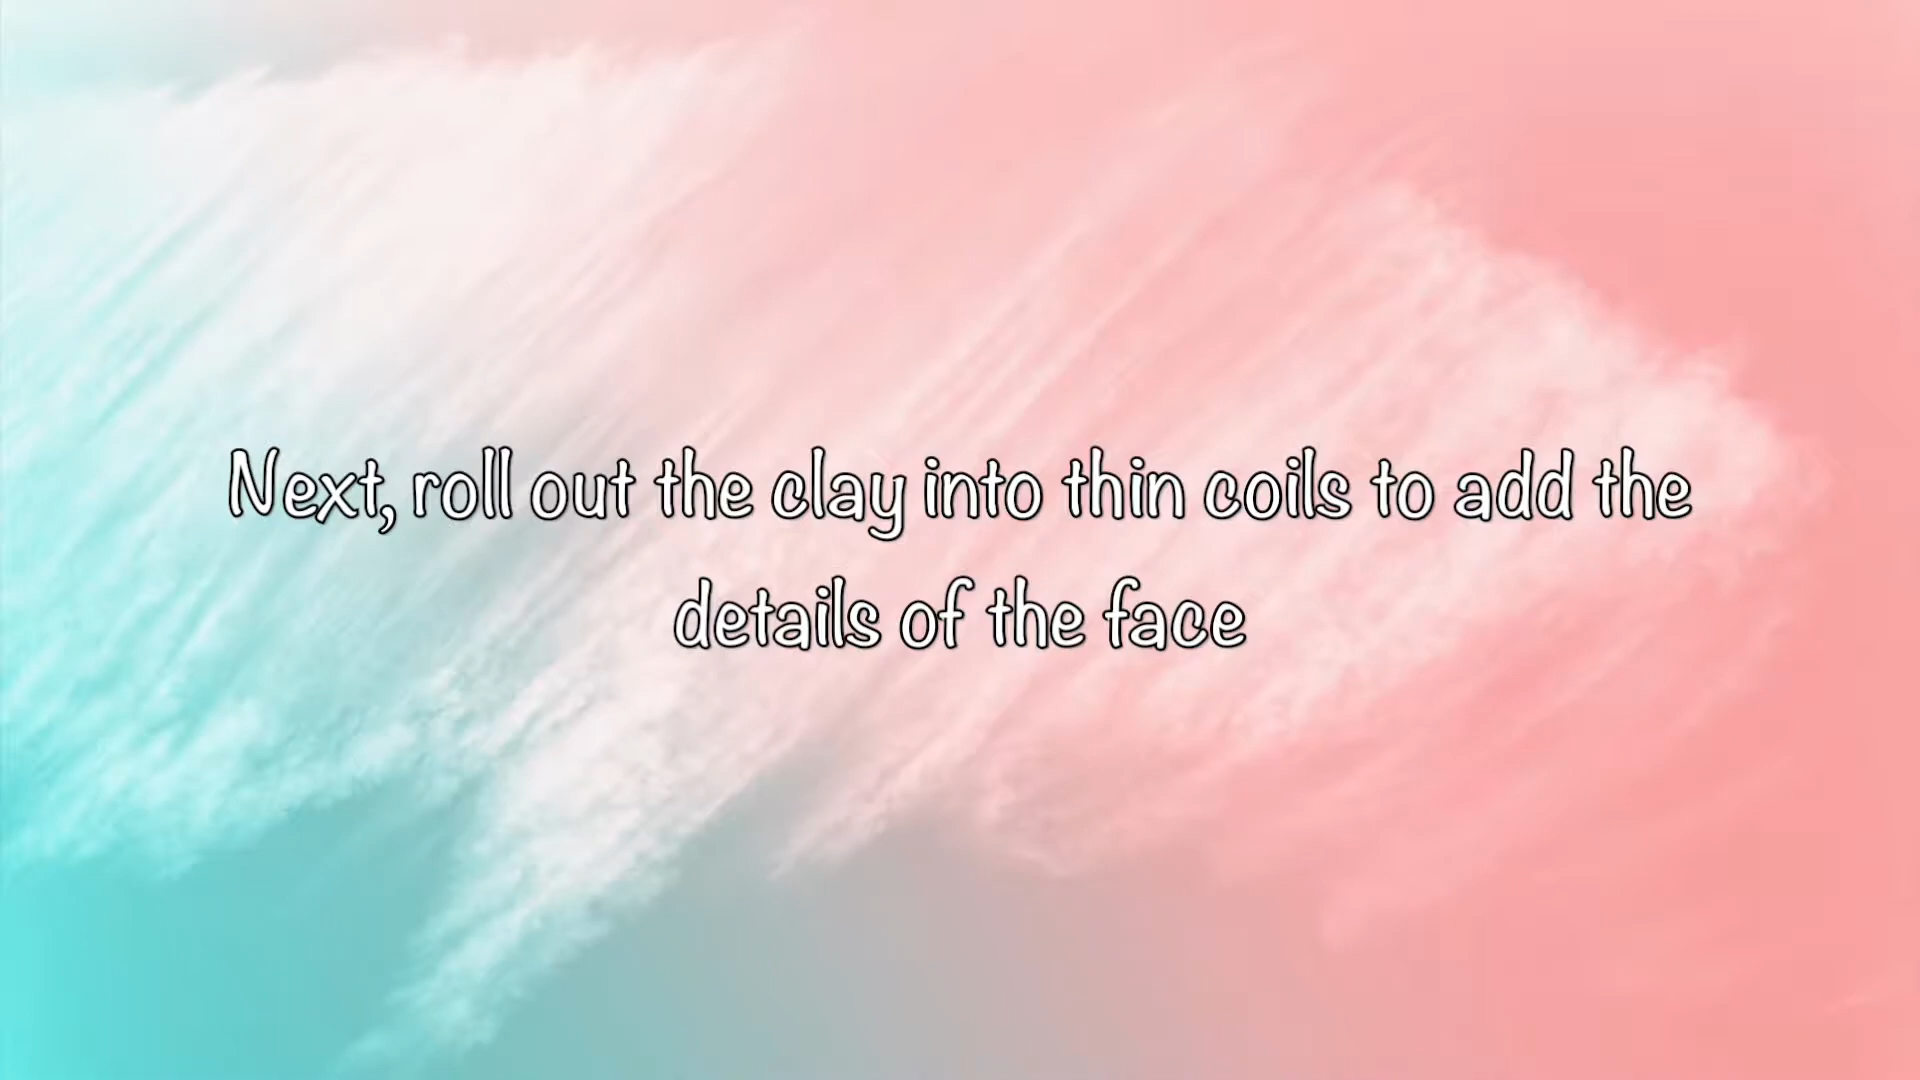 Next, roll out the clay into thin coils to add the
details of the face